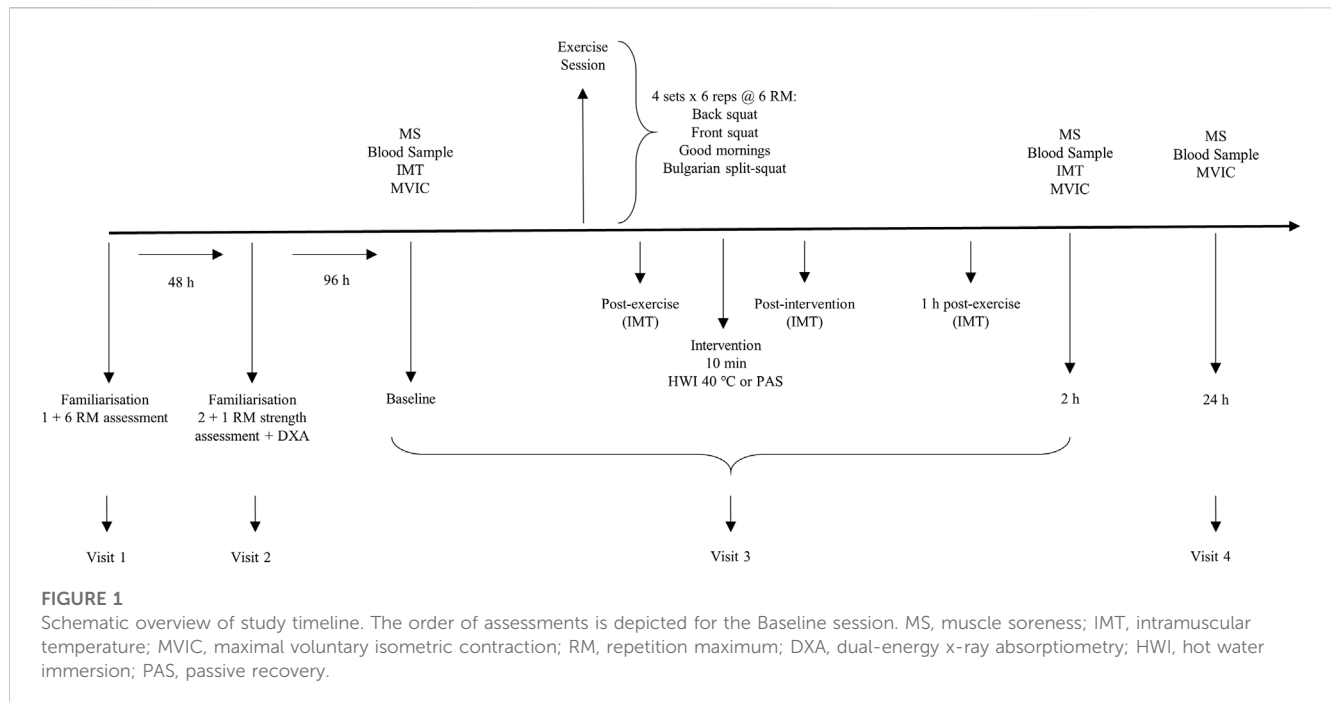 Exercise
Session
4 sets x 6 reps @ 6 RM:
Back squat
Front squat
Good mornings
Bulgarian split-squat
MS
Blood Sample
IMT
MVIC
MS
Blood Sample
IMT
MVIC
MS
Blood Sample
MVIC
48 h
96 h
Post-exercise
(IMT)
Post-intervention
(IMT)
1 h post-exercise
(IMT)
Intervention
10 min
HWI 40 °C or PAS
Familiarisation
1 + 6 RM assessment
Familiarisation
2 + 1 RM strength
assessment + DXA
Baseline
2 h
24 h
Visit 1
Visit 2
Visit 3
Visit 4
FIGURE 1
Schematic overview of study timeline. The order of assessments is depicted for the Baseline session. MS, muscle soreness; IMT, intramuscular
temperature; MVIC, maximal voluntary isometric contraction; RM, repetition maximum; DXA, dual-energy x-ray absorptiometry; HWI, hot water
immersion; PAS, passive recovery.